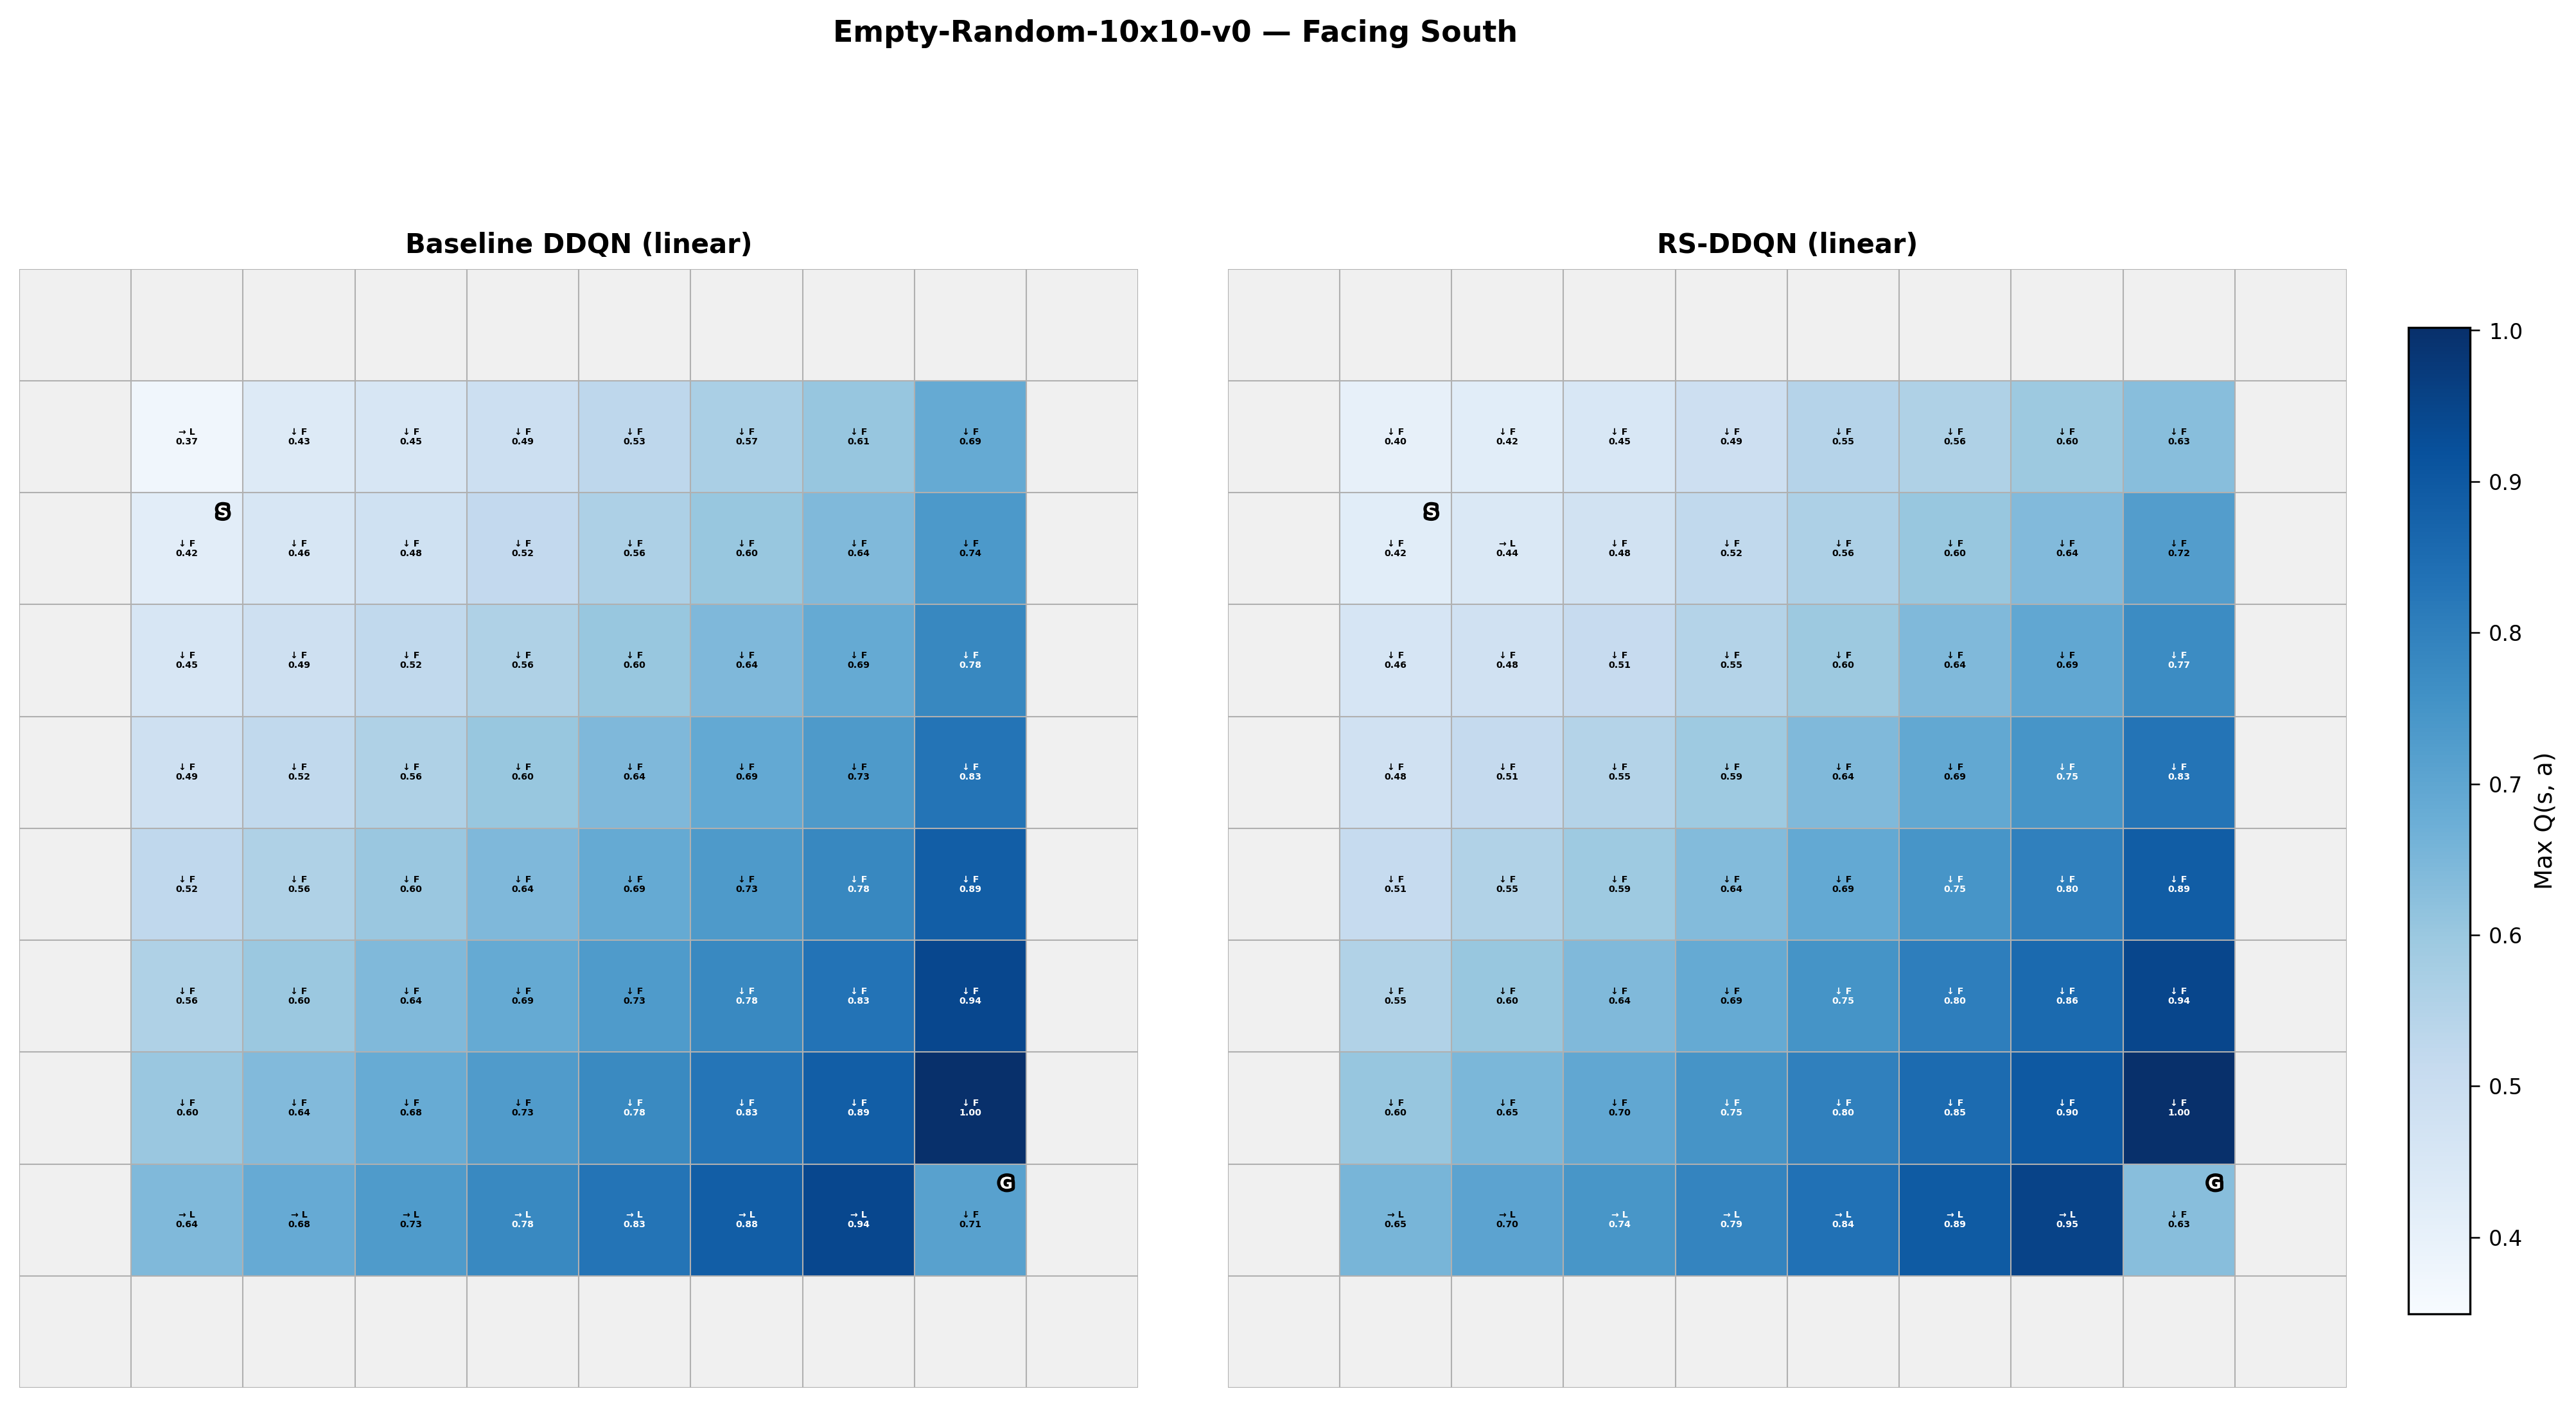 Empty-Random-10x10-v0 — Facing South
Baseline DDQN (linear)
→ L ↓ F ↓ F ↓ F ↓ F ↓ F ↓ F ↓ F
0.37 0.43 0.45 0.49 0.53 0.57 0.61 0.69
S
↓ F ↓ F ↓ F ↓ F ↓ F ↓ F ↓ F ↓ F
0.42 0.46 0.48 0.52 0.56 0.60 0.64 0.74
↓ F ↓ F ↓ F ↓ F ↓ F ↓ F ↓ F ↓ F
0.45 0.49 0.52 0.56 0.60 0.64 0.69 0.78
↓ F ↓ F ↓ F ↓ F ↓ F ↓ F ↓ F ↓ F
0.49 0.52 0.56 0.60 0.64 0.69 0.73 0.83
↓ F ↓ F ↓ F ↓ F ↓ F ↓ F ↓ F ↓ F
0.52 0.56 0.60 0.64 0.69 0.73 0.78 0.89
↓ F ↓ F ↓ F ↓ F ↓ F ↓ F ↓ F ↓ F
0.56 0.60 0.64 0.69 0.73 0.78 0.83 0.94
↓ F ↓ F ↓ F ↓ F ↓ F ↓ F ↓ F ↓ F
0.60 0.64 0.68 0.73 0.78 0.83 0.89 1.00
G
→ L → L → L → L → L → L → L ↓ F
0.64 0.68 0.73 0.78 0.83 0.88 0.94 0.71
RS-DDQN (linear)
↓ F ↓ F ↓ F ↓ F ↓ F ↓ F ↓ F ↓ F
0.40 0.42 0.45 0.49 0.55 0.56 0.60 0.63
S
↓ F → L ↓ F ↓ F ↓ F ↓ F ↓ F ↓ F
0.42 0.44 0.48 0.52 0.56 0.60 0.64 0.72
↓ F ↓ F ↓ F ↓ F ↓ F ↓ F ↓ F ↓ F
0.46 0.48 0.51 0.55 0.60 0.64 0.69 0.77
↓ F ↓ F ↓ F ↓ F ↓ F ↓ F ↓ F ↓ F
0.48 0.51 0.55 0.59 0.64 0.69 0.75 0.83
↓ F ↓ F ↓ F ↓ F ↓ F ↓ F ↓ F ↓ F
0.51 0.55 0.59 0.64 0.69 0.75 0.80 0.89
↓ F ↓ F ↓ F ↓ F ↓ F ↓ F ↓ F ↓ F
0.55 0.60 0.64 0.69 0.75 0.80 0.86 0.94
↓ F ↓ F ↓ F ↓ F ↓ F ↓ F ↓ F ↓ F
0.60 0.65 0.70 0.75 0.80 0.85 0.90 1.00
G
→ L → L → L → L → L → L → L ↓ F
0.65 0.70 0.74 0.79 0.84 0.89 0.95 0.63
1.0
0.9
0.8
0.7
0.6
0.5
0.4
Max Q(s, a)